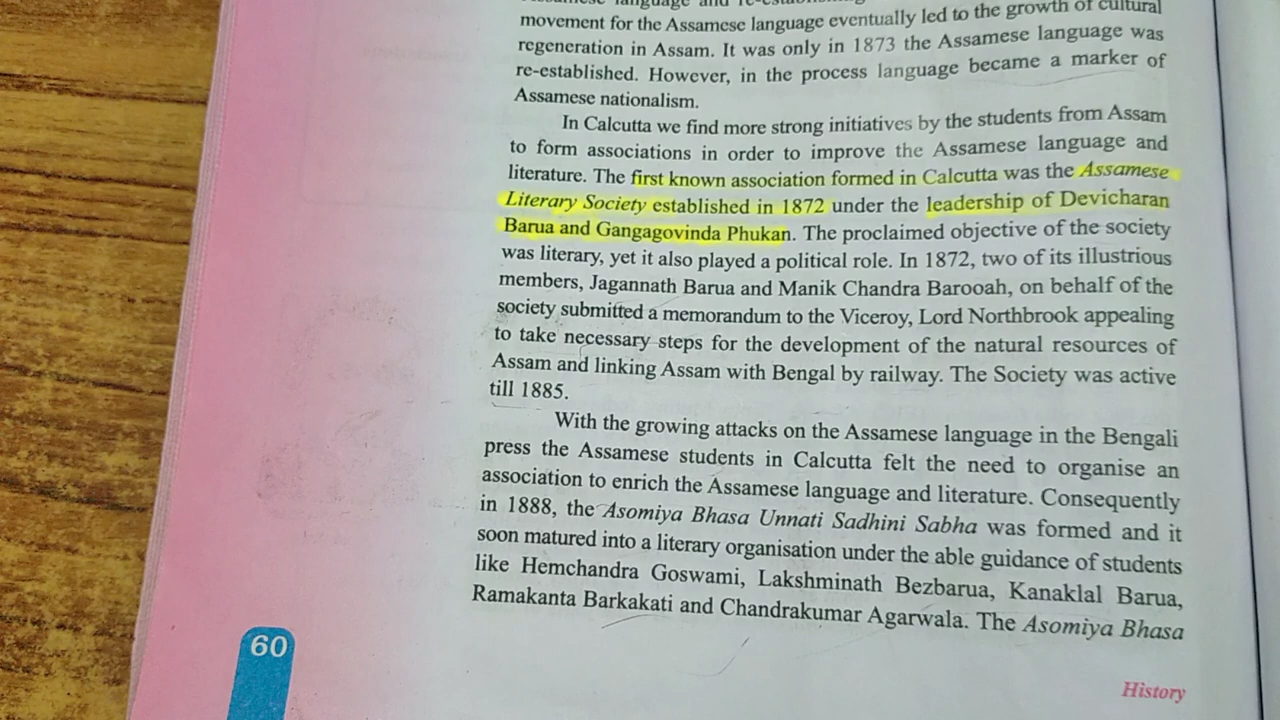 language and
movement for the Assamese language eventually led to the growth of cultural
regeneration in Assam. It was only in 1873 the Assamese language was
re-established. However, in the process language became a marker of
Assamese nationalism.
In Calcutta we find more strong initiatives by the students from Assam
to form associations in order to improve the Assamese language and
literature. The first known association formed in Calcutta was the Assamese
Literary Society established in 1872 under the leadership of Devicharan
Barua and Gangagovinda Phukan. The proclaimed objective of the society
was literary, yet it also played a political role. In 1872, two of its illustrious
members, Jagannath Barua and Manik Chandra Barooah, on behalf of the
society submitted a memorandum to the Viceroy, Lord Northbrook appealing
to take necessary steps for the development of the natural resources of
Assam and linking Assam with Bengal by railway. The Society was active
till 1885.
With the growing attacks on the Assamese language in the Bengali
press the Assamese students in Calcutta felt the need to organise an
association to enrich the Assamese language and literature. Consequently
in 1888, the Asomiya Bhasa Unnati Sadhini Sabha was formed and it
soon matured into a literary organisation under the able guidance of students
like Hemchandra Goswami, Lakshminath Bezbarua, Kanaklal Barua,
Ramakanta Barkakati and Chandrakumar Agarwala. The Asomiya Bhasa
60
History